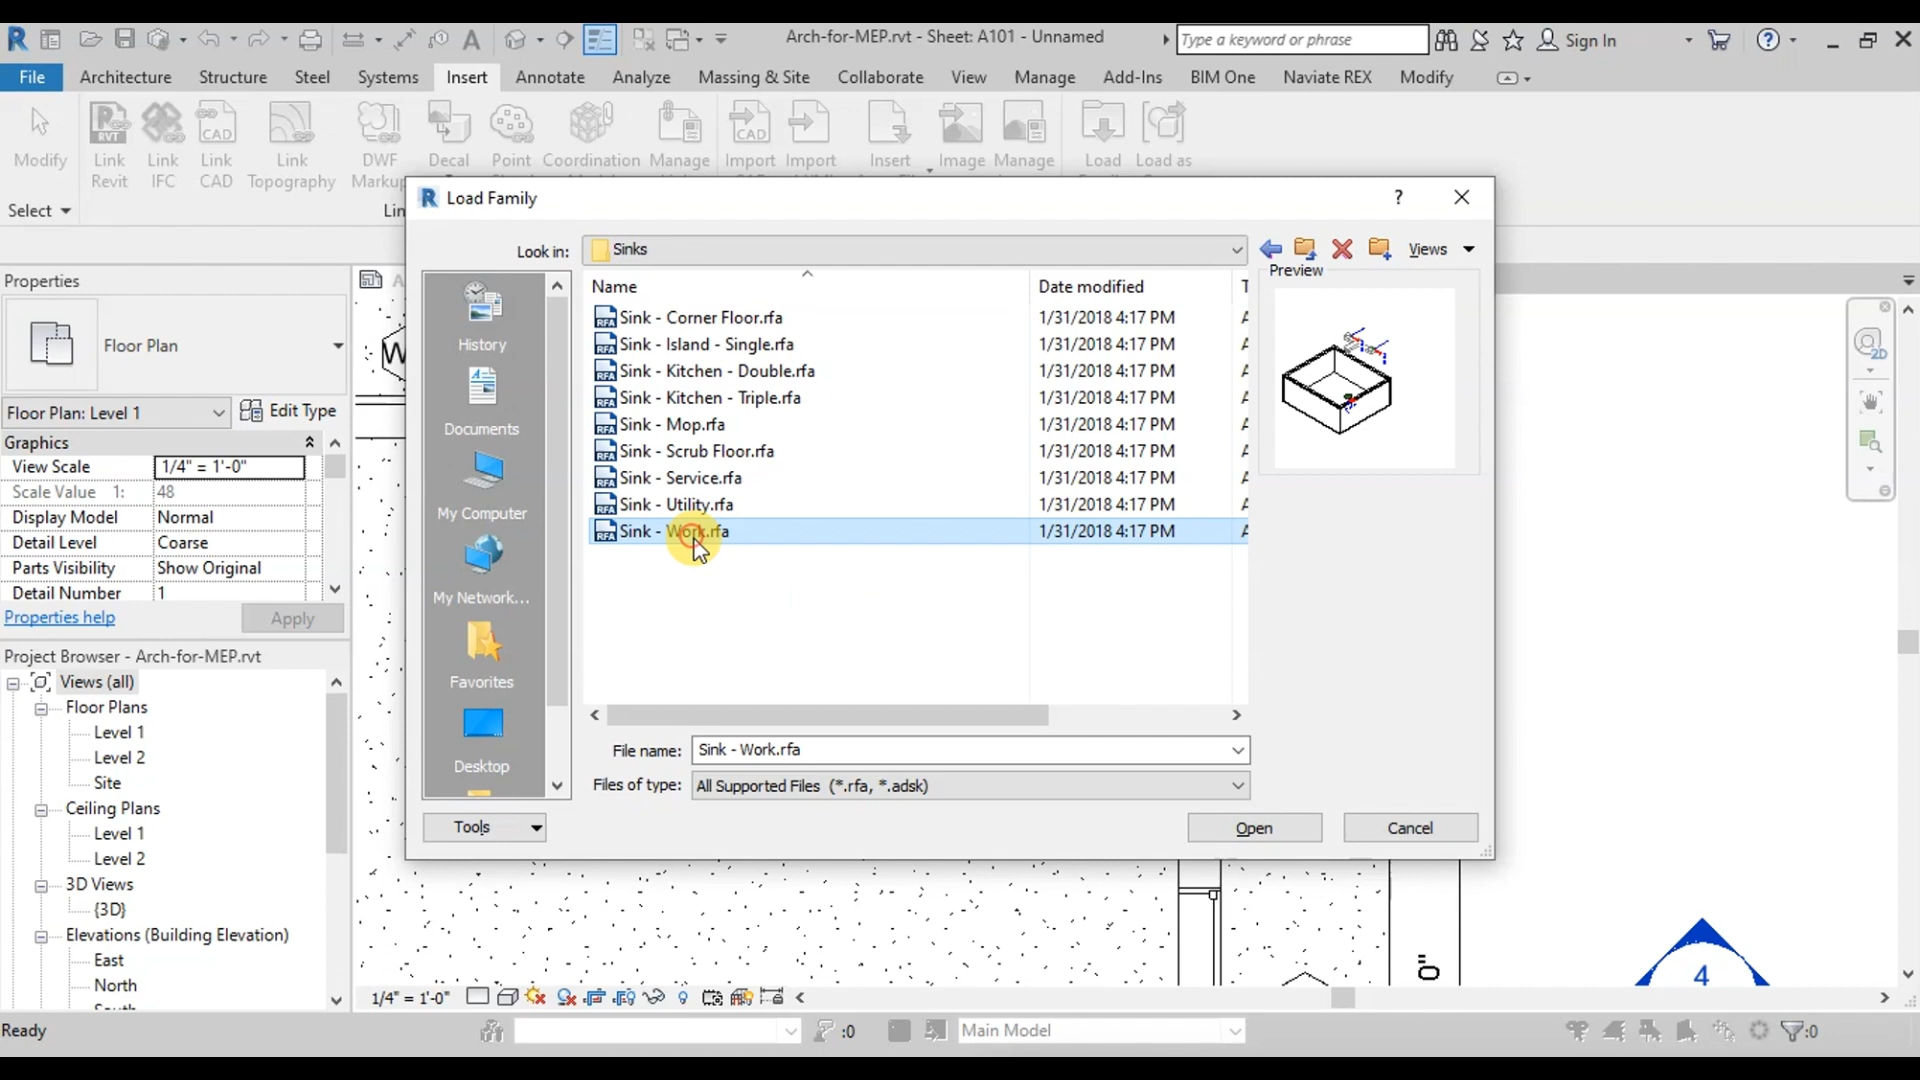 Arch-for-MEP.rvt - Sheet: A101 - Unnamed
Type a keyword or phrase
Sign In
File Architecture Structure Steel Systems Insert Annotate Analyze Massing & Site Collaborate View Manage Add-Ins BIM One Naviate REX Modify
Modify
Link Revit
Link IFC
Link CAD
Link Topography
DWF Markup
Decal
Point
Coordination
Manage
Import
Import
Insert
Image
Manage
Load
Load as
Select
Lin
Load Family
Look in: Sinks
Views
Preview
Name Date modified
Sink - Corner Floor.rfa 1/31/2018 4:17 PM
Sink - Island - Single.rfa 1/31/2018 4:17 PM
Sink - Kitchen - Double.rfa 1/31/2018 4:17 PM
Sink - Kitchen - Triple.rfa 1/31/2018 4:17 PM
Sink - Mop.rfa 1/31/2018 4:17 PM
Sink - Scrub Floor.rfa 1/31/2018 4:17 PM
Sink - Service.rfa 1/31/2018 4:17 PM
Sink - Utility.rfa 1/31/2018 4:17 PM
Sink - Work.rfa 1/31/2018 4:17 PM
History
Documents
My Computer
My Network...
Favorites
Desktop
File name: Sink - Work.rfa
Files of type: All Supported Files (*.rfa, *.adsk)
Tools
Open
Cancel
Properties
Floor Plan
Floor Plan: Level 1
Edit Type
Graphics
View Scale 1/4" = 1'-0"
Scale Value 1: 48
Display Model Normal
Detail Level Coarse
Parts Visibility Show Original
Detail Number 1
Properties help
Apply
Project Browser - Arch-for-MEP.rvt
Views (all)
Floor Plans
Level 1
Level 2
Site
Ceiling Plans
Level 1
Level 2
3D Views
{3D}
Elevations (Building Elevation)
East
North
1/4" = 1'-0"
4
Ready
:0
Main Model
:0